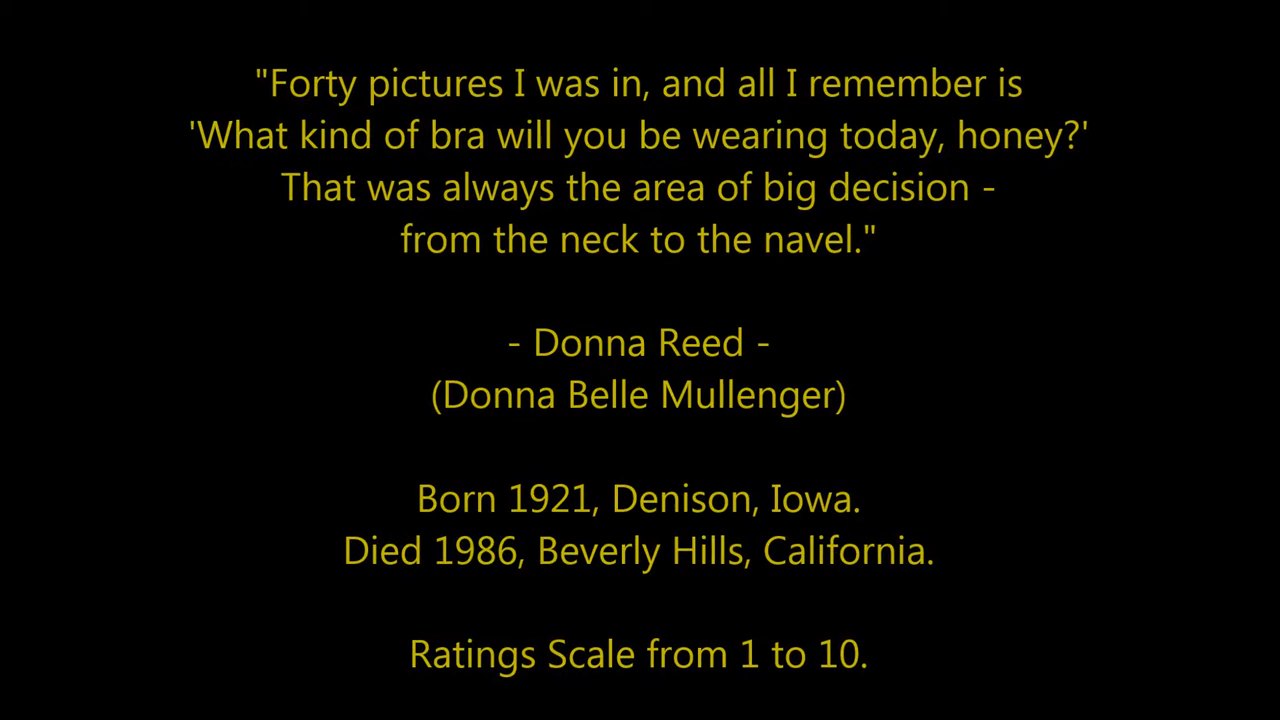 "Forty pictures I was in, and all I remember is
'What kind of bra will you be wearing today, honey?'
That was always the area of big decision -
from the neck to the navel."
- Donna Reed -
(Donna Belle Mullenger)
Born 1921, Denison, Iowa.
Died 1986, Beverly Hills, California.
Ratings Scale from 1 to 10.